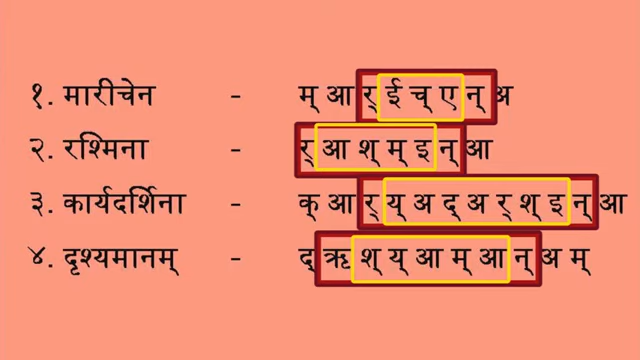 १. मारीचेन - म् आ र् ई च् ए न् अ
२. रश्मिना - र् आ श् म् इ न् आ
३. कार्यदर्शिना - क् आ र् य् अ द् अ र् श् इ न् आ
४. दृश्यमानम् - द् ऋ श् य् आ म् आ न् अ म्